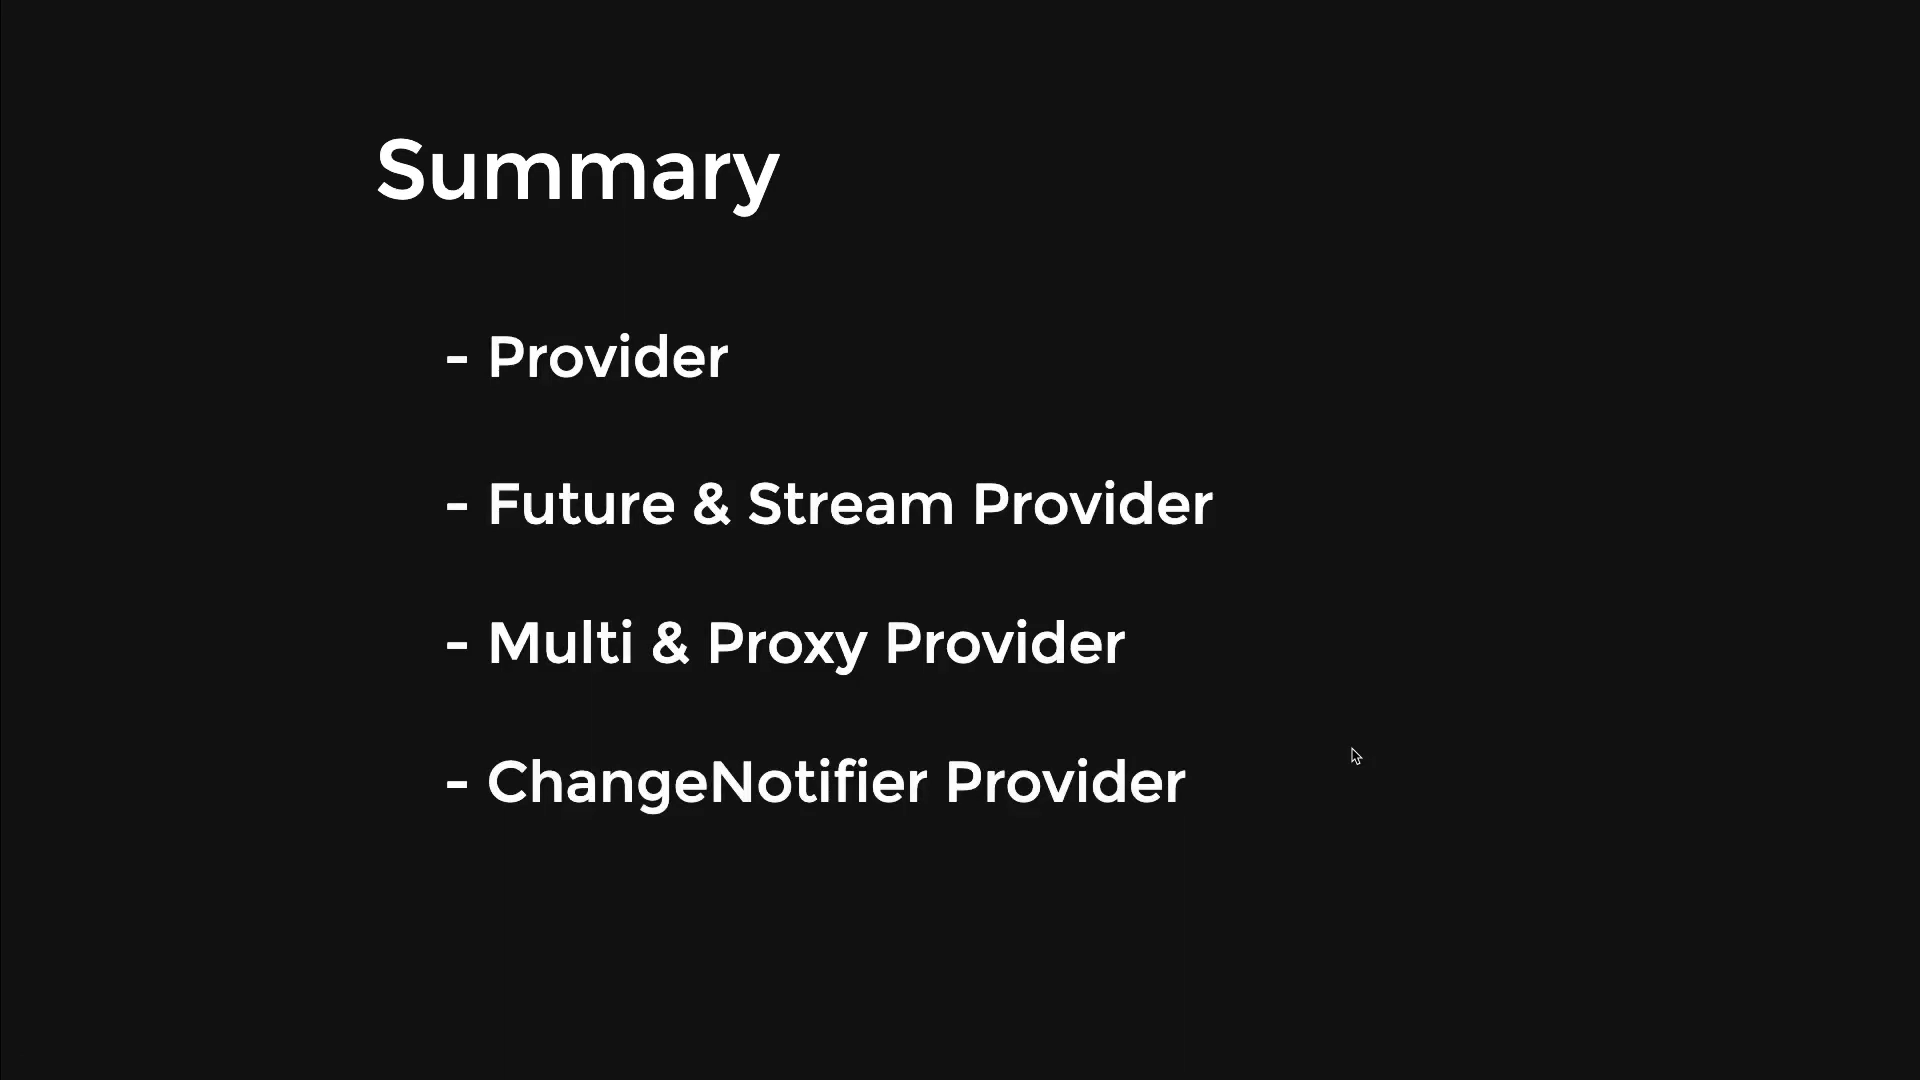 Summary
- Provider
- Future & Stream Provider
- Multi & Proxy Provider
- ChangeNotifier Provider